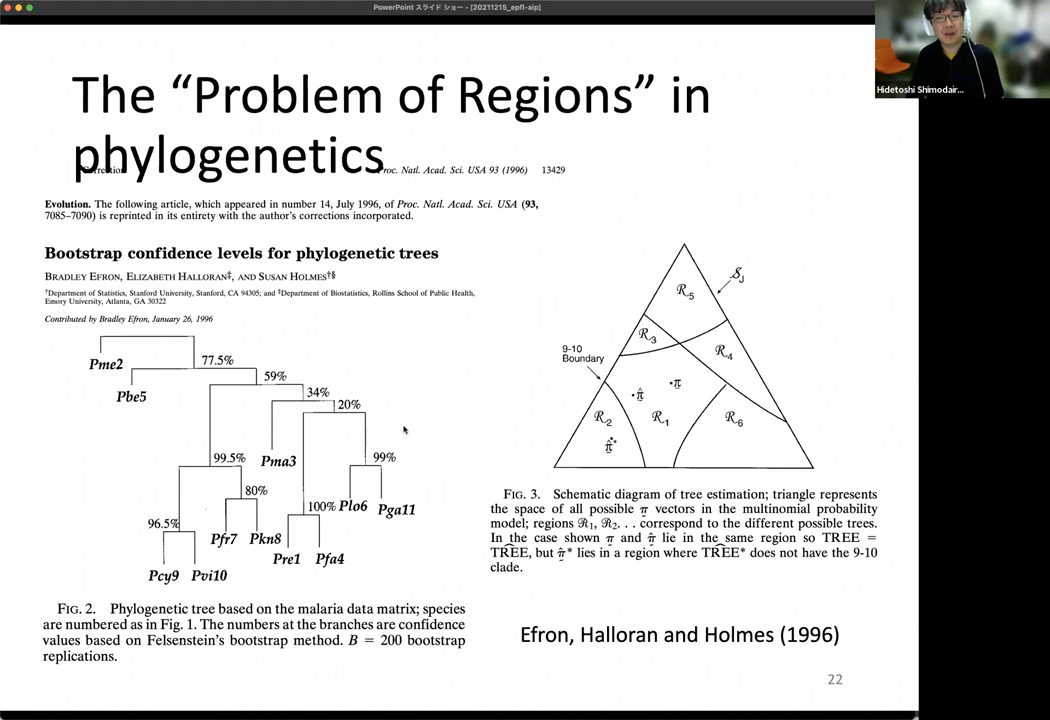 PowerPoint スライド ショー - [20211215_epfl-aip]
Hidetoshi Shimodair...
The “Problem of Regions” in
phylogenetics
Correction
Proc. Natl. Acad. Sci. USA 93 (1996) 13429
Evolution. The following article, which appeared in number 14, July 1996, of Proc. Natl. Acad. Sci. USA (93,
7085–7090) is reprinted in its entirety with the author's corrections incorporated.
Bootstrap confidence levels for phylogenetic trees
BRADLEY EFRON, ELIZABETH HALLORAN‡, AND SUSAN HOLMES†§
†Department of Statistics, Stanford University, Stanford, CA 94305; and ‡Department of Biostatistics, Rollins School of Public Health,
Emory University, Atlanta, GA 30322
Contributed by Bradley Efron, January 26, 1996
Pme2
77.5%
Pbe5
59%
34%
20%
99.5%
Pma3
99%
80%
100%
Plo6
Pga11
96.5%
Pfr7
Pkn8
Pre1
Pfa4
Pcy9
Pvi10
FIG. 2. Phylogenetic tree based on the malaria data matrix; species
are numbered as in Fig. 1. The numbers at the branches are confidence
values based on Felsenstein's bootstrap method. B = 200 bootstrap
replications.
𝒮J
ℛ5
ℛ3
ℛ4
9-10
Boundary
·π
·π̂
ℛ2
ℛ1
ℛ6
π̂*
FIG. 3. Schematic diagram of tree estimation; triangle represents
the space of all possible π vectors in the multinomial probability
model; regions ℛ1, ℛ2. . . correspond to the different possible trees.
In the case shown π and π̂ lie in the same region so TREE =
T̂REE, but π̂* lies in a region where T̂REE* does not have the 9-10
clade.
Efron, Halloran and Holmes (1996)
22